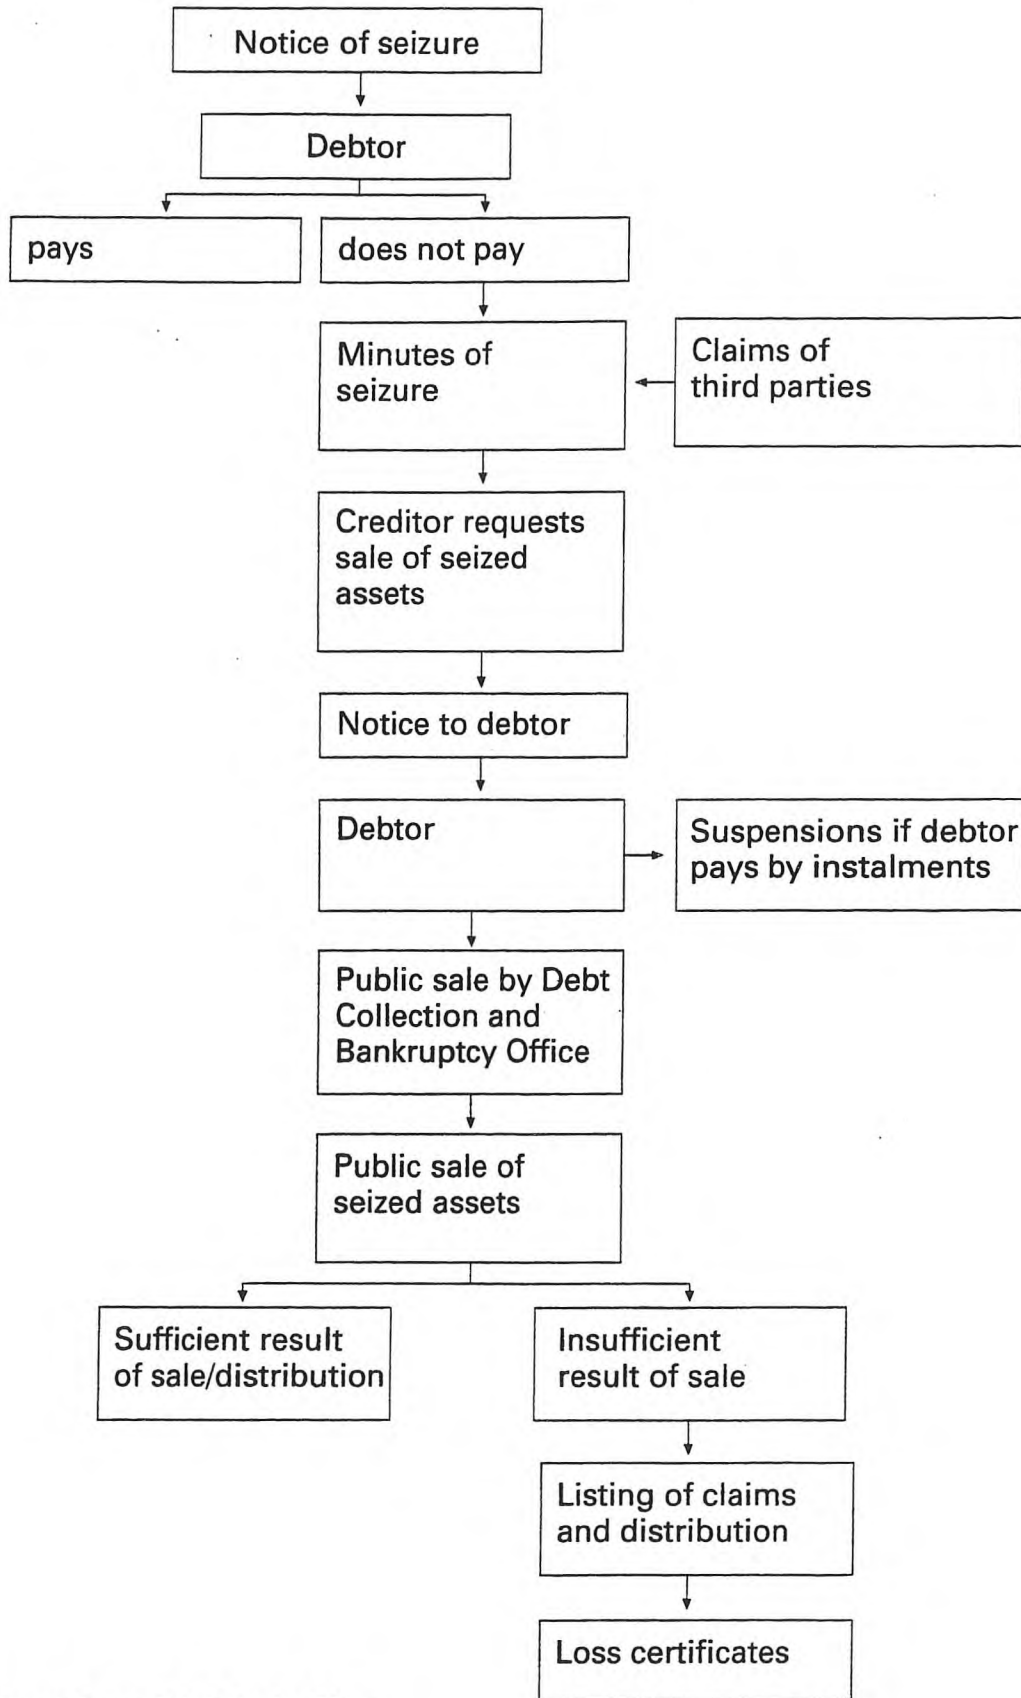 Notice of seizure
Debtor
pays
does not pay
Minutes of
seizure
Claims of
third parties
Creditor requests
sale of seized
assets
Notice to debtor
Debtor
Suspensions if debtor
pays by instalments
Public sale by Debt
Collection and
Bankruptcy Office
Public sale of
seized assets
Sufficient result
of sale/distribution
Insufficient
result of sale
Listing of claims
and distribution
Loss certificates